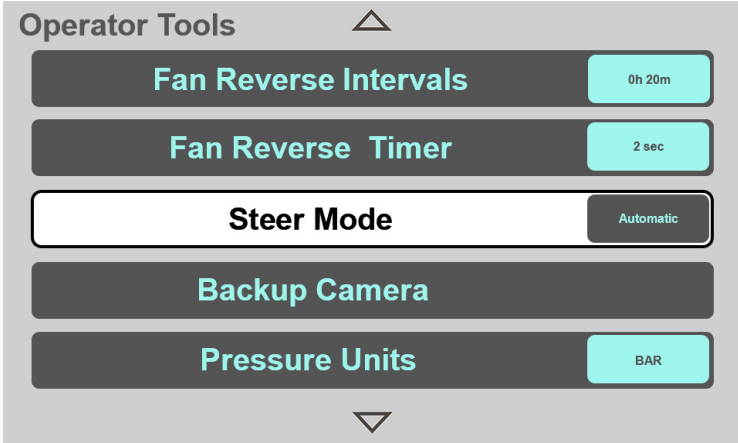 Operator Tools
Fan Reverse Intervals 0h 20m
Fan Reverse Timer 2 sec
Steer Mode Automatic
Backup Camera
Pressure Units BAR